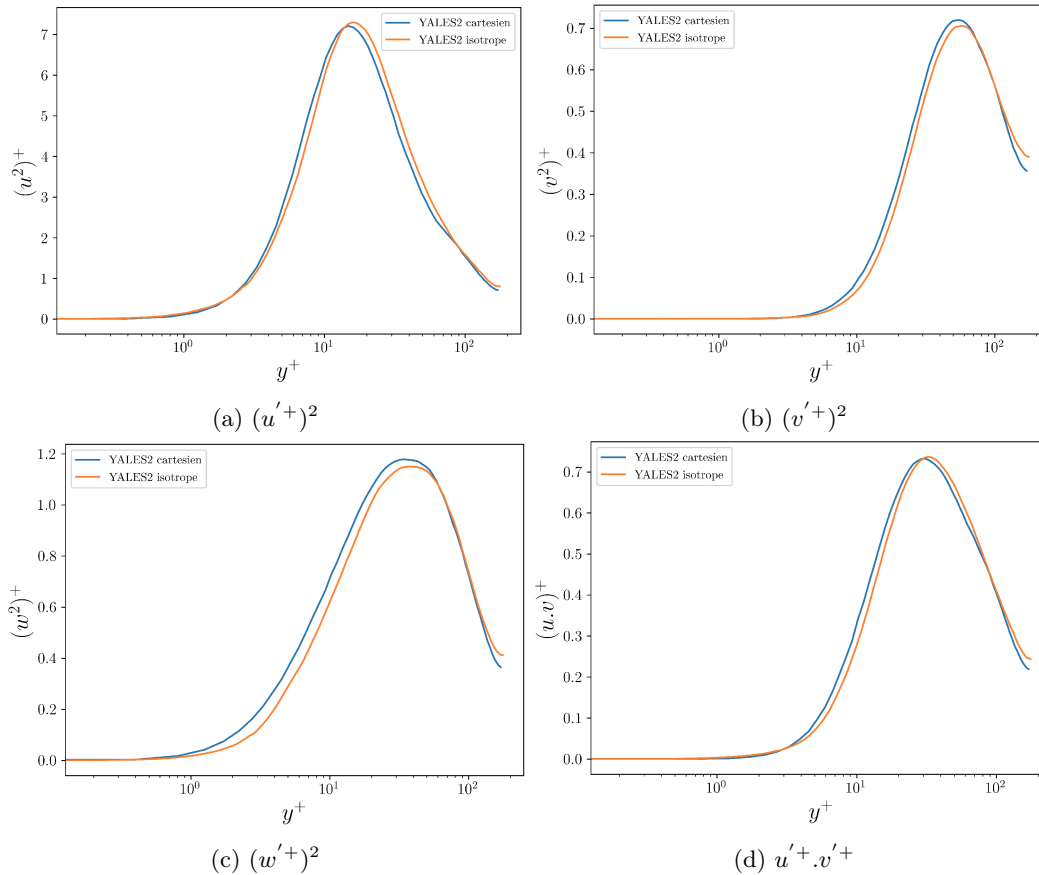 7
6
5
4
3
2
1
0
(u²)⁺
YALES2 cartesien
YALES2 isotrope
10⁰
10¹
10²
y⁺
(a) (u'⁺)²
0.7
0.6
0.5
0.4
0.3
0.2
0.1
0.0
(v²)⁺
YALES2 cartesien
YALES2 isotrope
10⁰
10¹
10²
y⁺
(b) (v'⁺)²
1.2
1.0
0.8
0.6
0.4
0.2
0.0
(w²)⁺
YALES2 cartesien
YALES2 isotrope
10⁰
10¹
10²
y⁺
(c) (w'⁺)²
0.7
0.6
0.5
0.4
0.3
0.2
0.1
0.0
(u.v)⁺
YALES2 cartesien
YALES2 isotrope
10⁰
10¹
10²
y⁺
(d) u'⁺.v'⁺